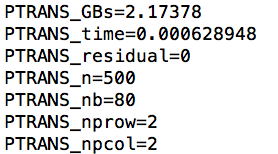 PTRANS_GBs=2.17378
PTRANS_time=0.000628948
PTRANS_residual=0
PTRANS_n=500
PTRANS_nb=80
PTRANS_nprow=2
PTRANS_npcol=2